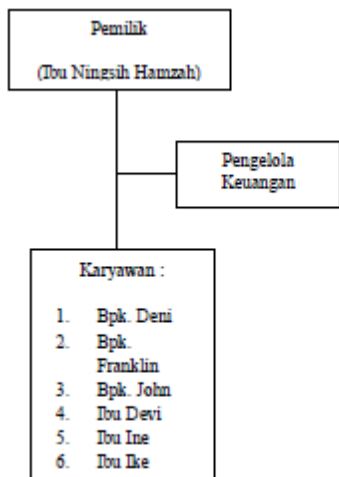 Pemilik
(Ibu Ningsih Hamzah)
Pengelola
Keuangan
Karyawan :
1. Bpk. Deni
2. Bpk.
Franklin
3. Bpk. John
4. Ibu Devi
5. Ibu Ine
6. Ibu Ike